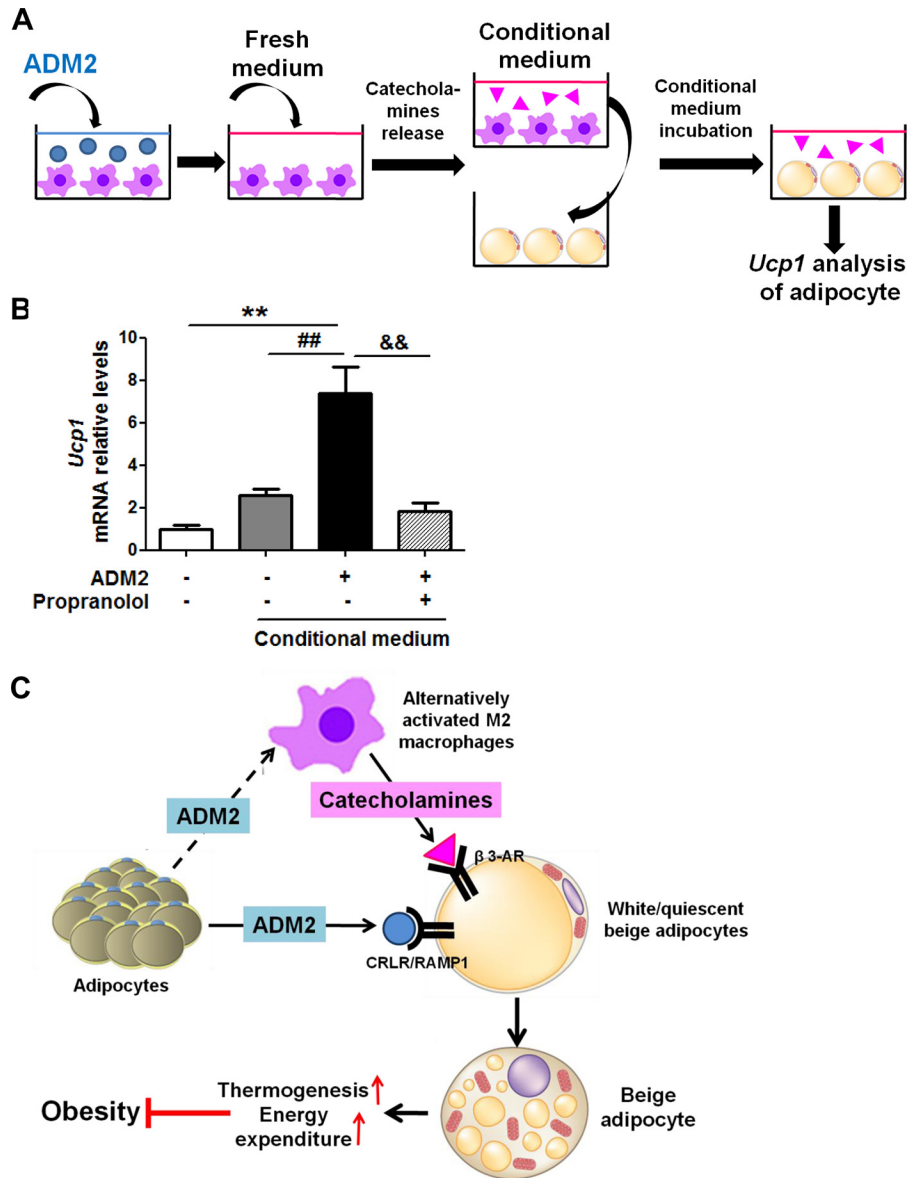 A
ADM2
Fresh
medium
Catechola-
mines
release
Conditional
medium
Conditional
medium
incubation
Ucp1 analysis
of adipocyte
B
**
##
&&
Ucp1
mRNA relative levels
10
8
6
4
2
0
ADM2 - - + +
Propranolol - - - +
Conditional medium
C
Alternatively
activated M2
macrophages
Catecholamines
ADM2
β 3-AR
ADM2
CRLR/RAMP1
White/quiescent
beige adipocytes
Adipocytes
Obesity
Thermogenesis
Energy
expenditure
Beige
adipocyte